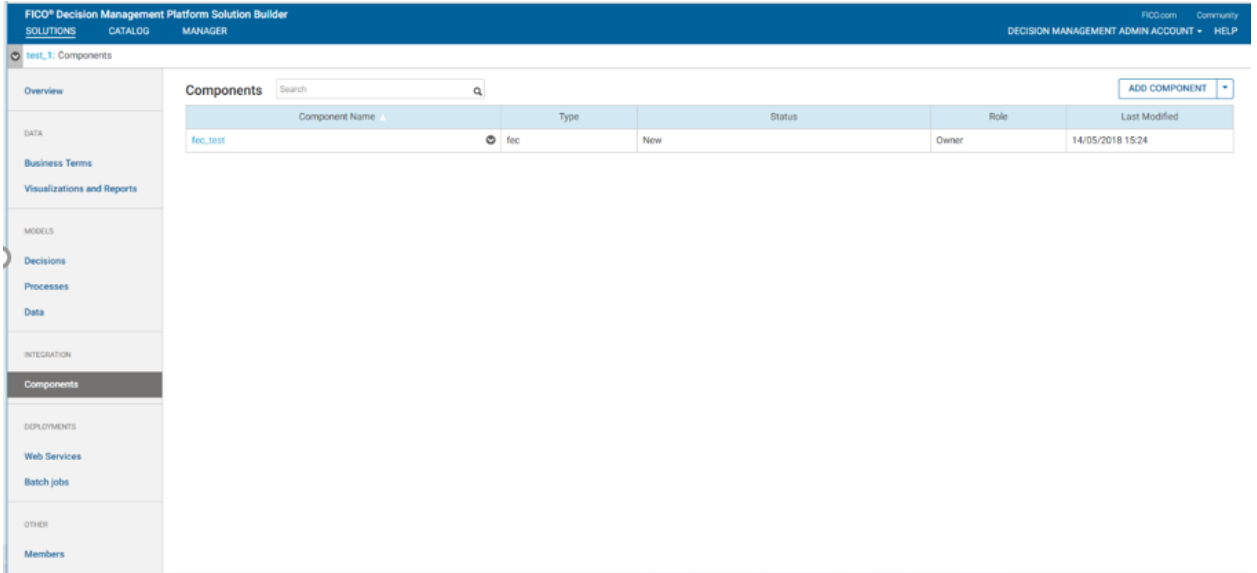 FICO® Decision Management Platform Solution Builder
FICO.com Community
SOLUTIONS CATALOG MANAGER
DECISION MANAGEMENT ADMIN ACCOUNT HELP
test_1: Components
Overview
DATA
Business Terms
Visualizations and Reports
MODELS
Decisions
Processes
Data
INTEGRATION
Components
DEPLOYMENTS
Web Services
Batch jobs
OTHER
Members
Components Search ADD COMPONENT
Component Name Type Status Role Last Modified
fec_test fec New Owner 14/05/2018 15:24